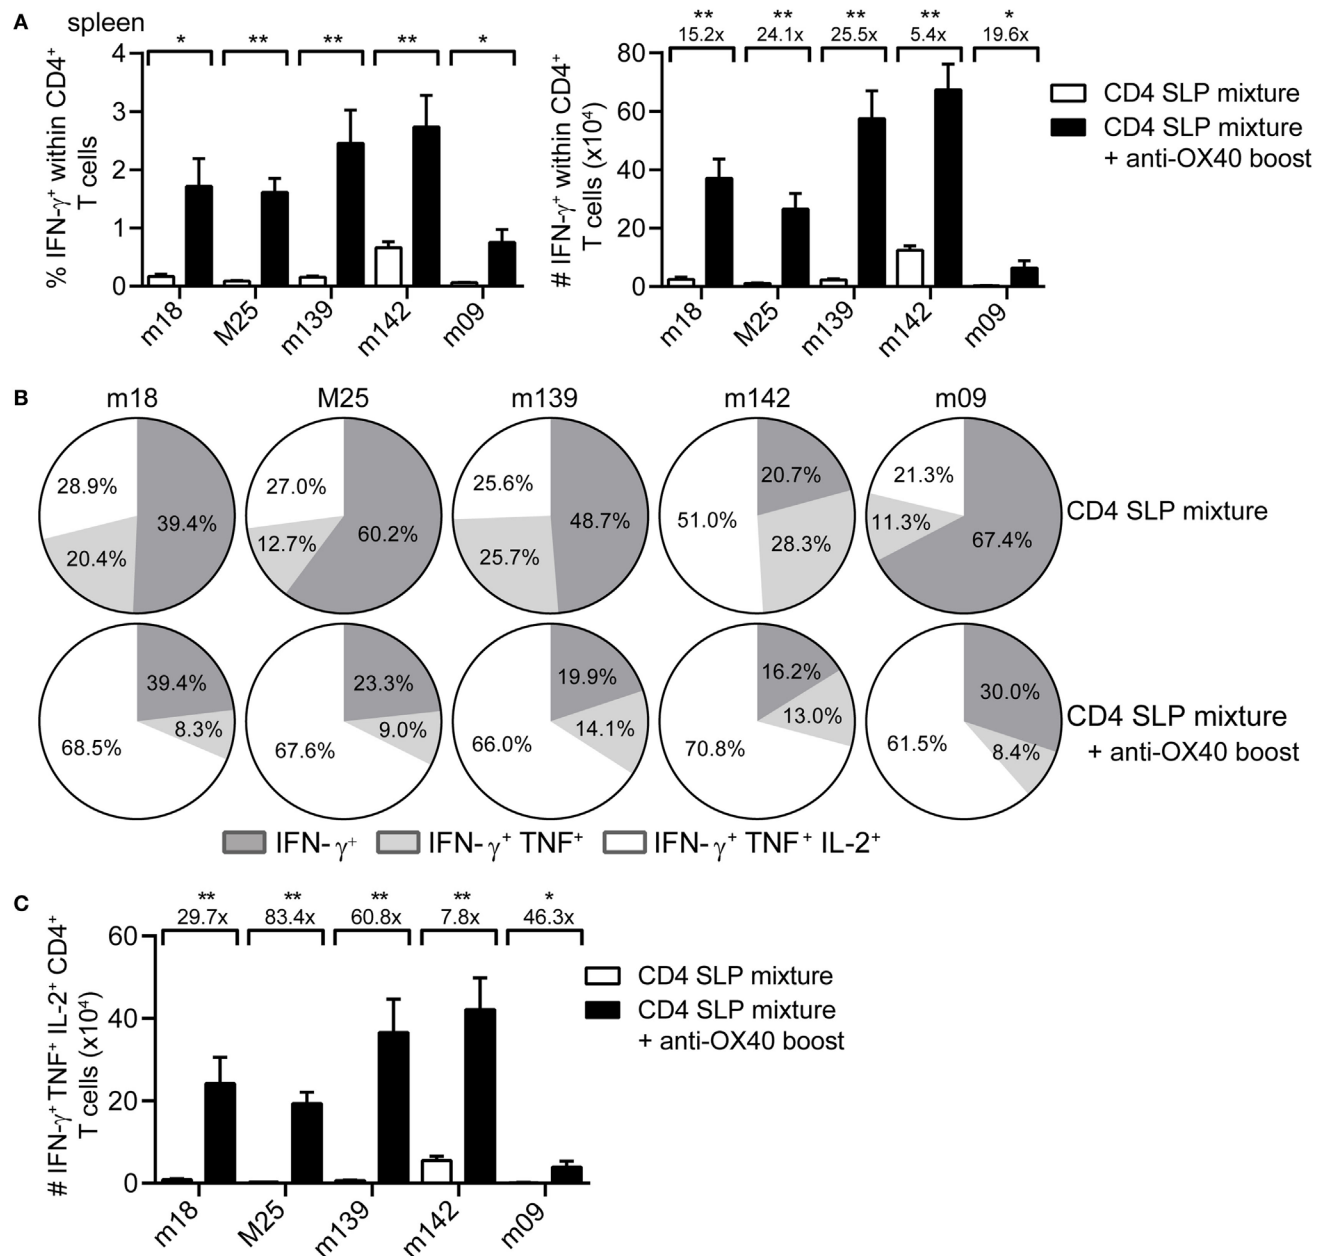 A
spleen
* ** ** ** *
% IFN-γ+ within CD4+
T cells
4
3
2
1
0
m18 M25 m139 m142 m09
** ** ** ** *
15.2x 24.1x 25.5x 5.4x 19.6x
# IFN-γ+ within CD4+
T cells (x10⁴)
80
60
40
20
0
m18 M25 m139 m142 m09
CD4 SLP mixture
CD4 SLP mixture
+ anti-OX40 boost
B
m18 M25 m139 m142 m09
28.9% 39.4% 20.4%
27.0% 60.2% 12.7%
25.6% 48.7% 25.7%
51.0% 20.7% 28.3%
21.3% 11.3% 67.4%
CD4 SLP mixture
39.4% 8.3% 68.5%
23.3% 9.0% 67.6%
19.9% 14.1% 66.0%
16.2% 13.0% 70.8%
30.0% 8.4% 61.5%
CD4 SLP mixture
+ anti-OX40 boost
IFN-γ+ IFN-γ+ TNF+ IFN-γ+ TNF+ IL-2+
C
** ** ** ** *
29.7x 83.4x 60.8x 7.8x 46.3x
# IFN-γ+ TNF+ IL-2+ CD4+
T cells (x10⁴)
60
40
20
0
m18 M25 m139 m142 m09
CD4 SLP mixture
CD4 SLP mixture
+ anti-OX40 boost